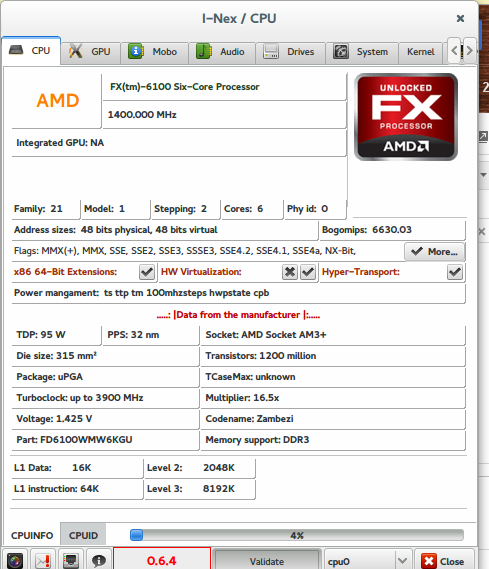 I-Nex / CPU
CPU GPU Mobo Audio Drives System Kernel
AMD
FX(tm)-6100 Six-Core Processor
1400.000 MHz
Integrated GPU: NA
UNLOCKED
FX
PROCESSOR
AMD
Family: 21 Model: 1 Stepping: 2 Cores: 6 Phy id: 0
Address sizes: 48 bits physical, 48 bits virtual Bogomips: 6630.03
Flags: MMX(+), MMX, SSE, SSE2, SSE3, SSSE3, SSE4.2, SSE4.1, SSE4a, NX-Bit, More...
x86 64-Bit Extensions: HW Virtualization: Hyper-Transport:
Power mangament: ts ttp tm 100mhzsteps hwpstate cpb
.....: |Data from the manufacturer |:.....
TDP: 95 W PPS: 32 nm Socket: AMD Socket AM3+
Die size: 315 mm² Transistors: 1200 million
Package: uPGA TCaseMax: unknown
Turboclock: up to 3900 MHz Multiplier: 16.5x
Voltage: 1.425 V Codename: Zambezi
Part: FD6100WMW6KGU Memory support: DDR3
L1 Data: 16K Level 2: 2048K
L1 instruction: 64K Level 3: 8192K
CPUINFO CPUID 4%
0.6.4 Validate cpu0 Close